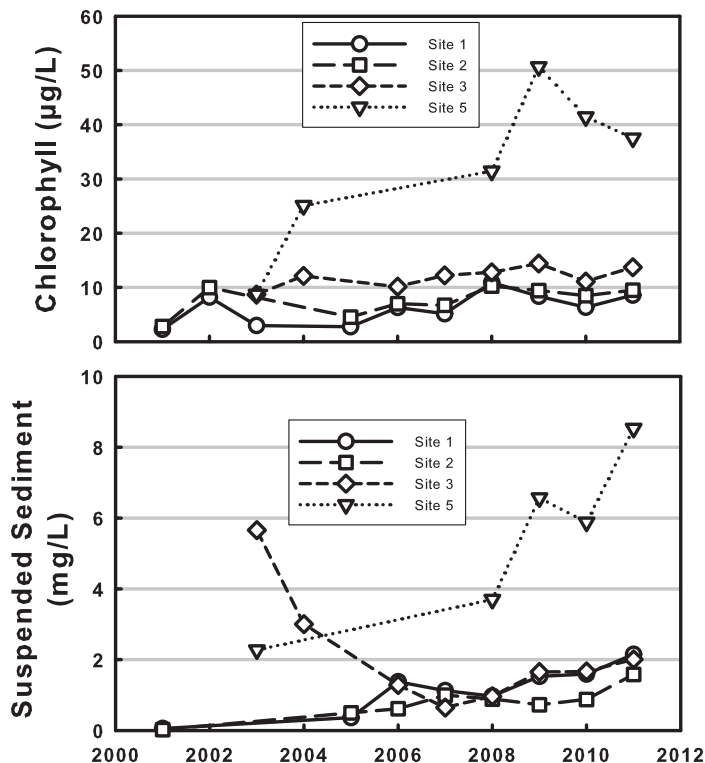 Chlorophyll (µg/L)
60
50
40
30
20
10
0
Site 1
Site 2
Site 3
Site 5
Suspended Sediment
(mg/L)
10
8
6
4
2
0
Site 1
Site 2
Site 3
Site 5
2000 2002 2004 2006 2008 2010 2012